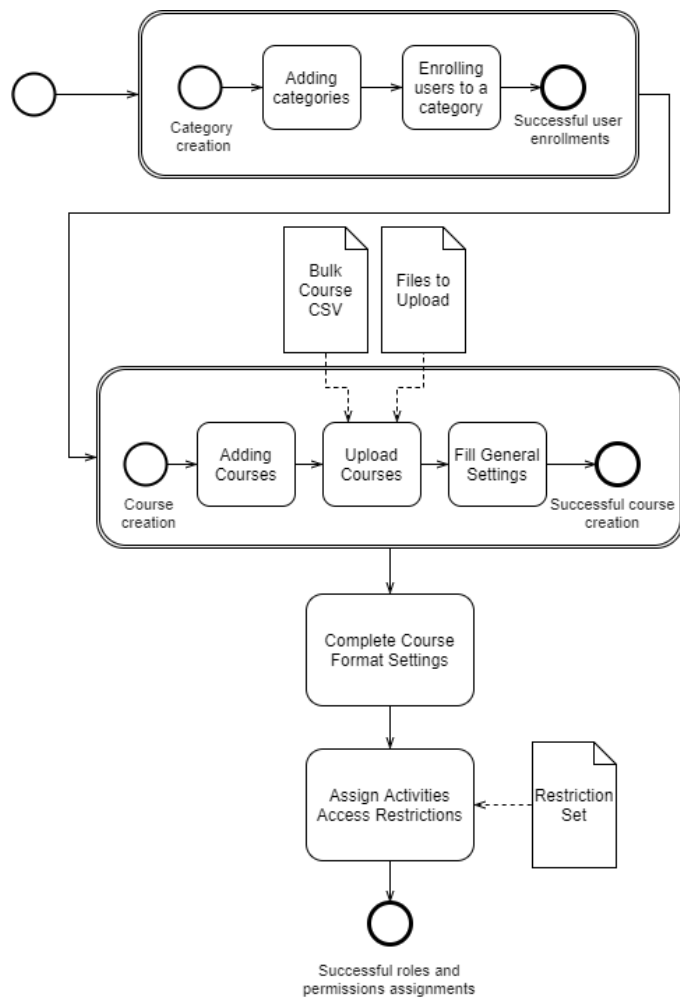 Adding
categories
Enrolling
users to a
category
Category
creation
Successful user
enrollments
Bulk
Course
CSV
Files to
Upload
Adding
Courses
Upload
Courses
Fill General
Settings
Course
creation
Successful course
creation
Complete Course
Format Settings
Assign Activities
Access Restrictions
Restriction
Set
Successful roles and
permissions assignments